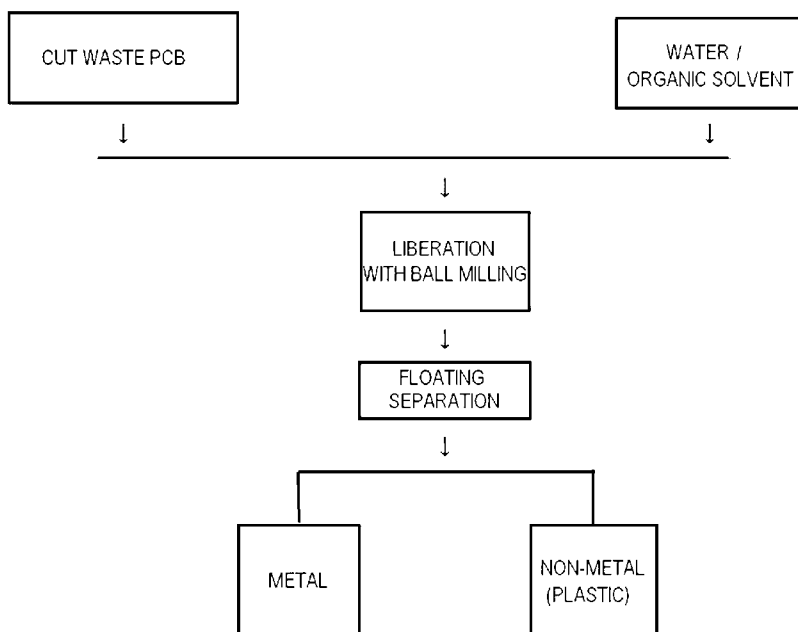 CUT WASTE PCB
WATER /
ORGANIC SOLVENT
LIBERATION
WITH BALL MILLING
FLOATING
SEPARATION
METAL
NON-METAL
(PLASTIC)